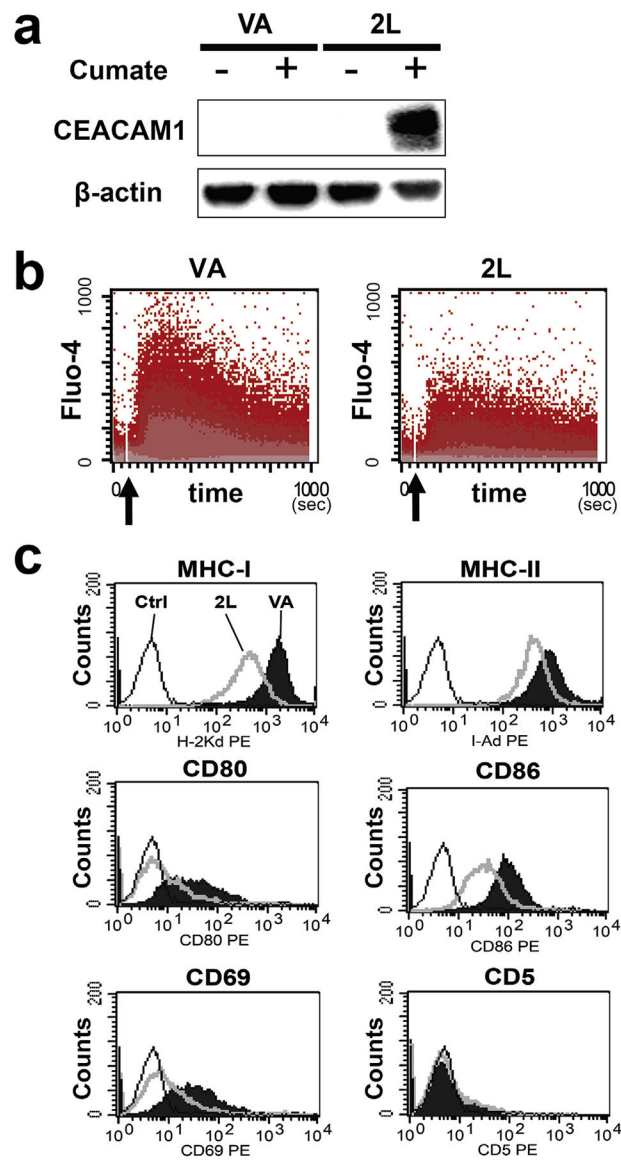 a
VA 2L
Cumate - + - +
CEACAM1
β-actin
b
VA 2L
1000 1000
Fluo-4 Fluo-4
0 0
0 time 1000 0 time 1000
(sec) (sec)
c
MHC-I MHC-II
200 200
Ctrl 2L VA
Counts Counts
0 0
10⁰ 10¹ 10² 10³ 10⁴ 10⁰ 10¹ 10² 10³ 10⁴
H-2Kd PE I-Ad PE
CD80 CD86
200 200
Counts Counts
0 0
10⁰ 10¹ 10² 10³ 10⁴ 10⁰ 10¹ 10² 10³ 10⁴
CD80 PE CD86 PE
CD69 CD5
200 200
Counts Counts
0 0
10⁰ 10¹ 10² 10³ 10⁴ 10⁰ 10¹ 10² 10³ 10⁴
CD69 PE CD5 PE